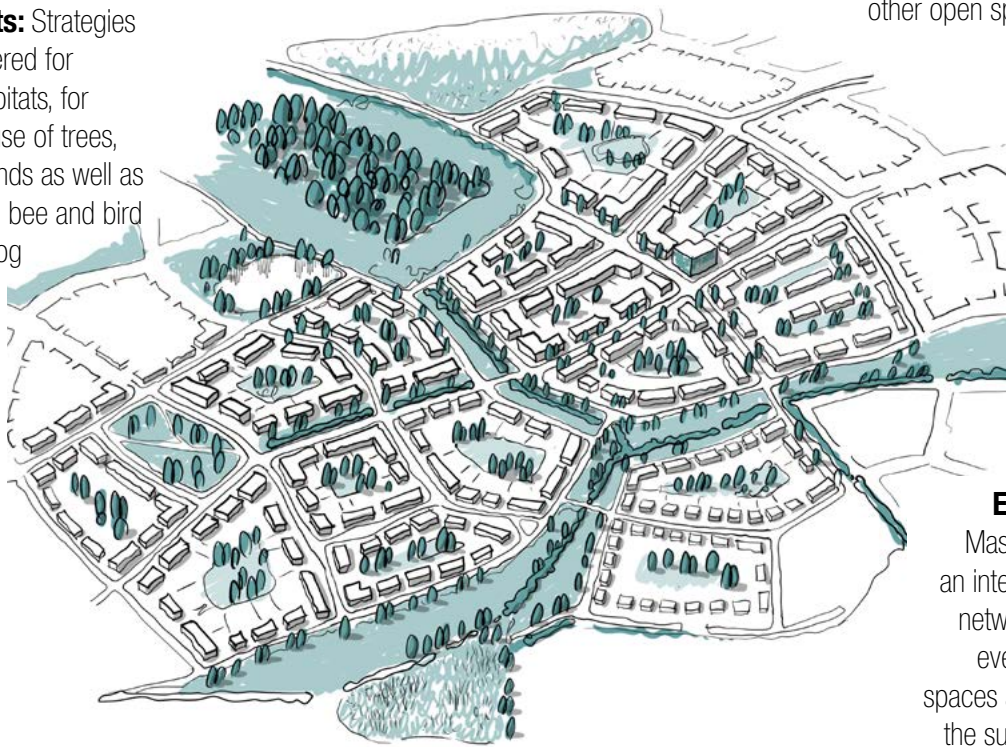 ts: Strategies
ered for
bitats, for
se of trees,
nds as well as
bee and bird
og
other open sp
E
Mas
an inte
netw
eve
spaces
the su